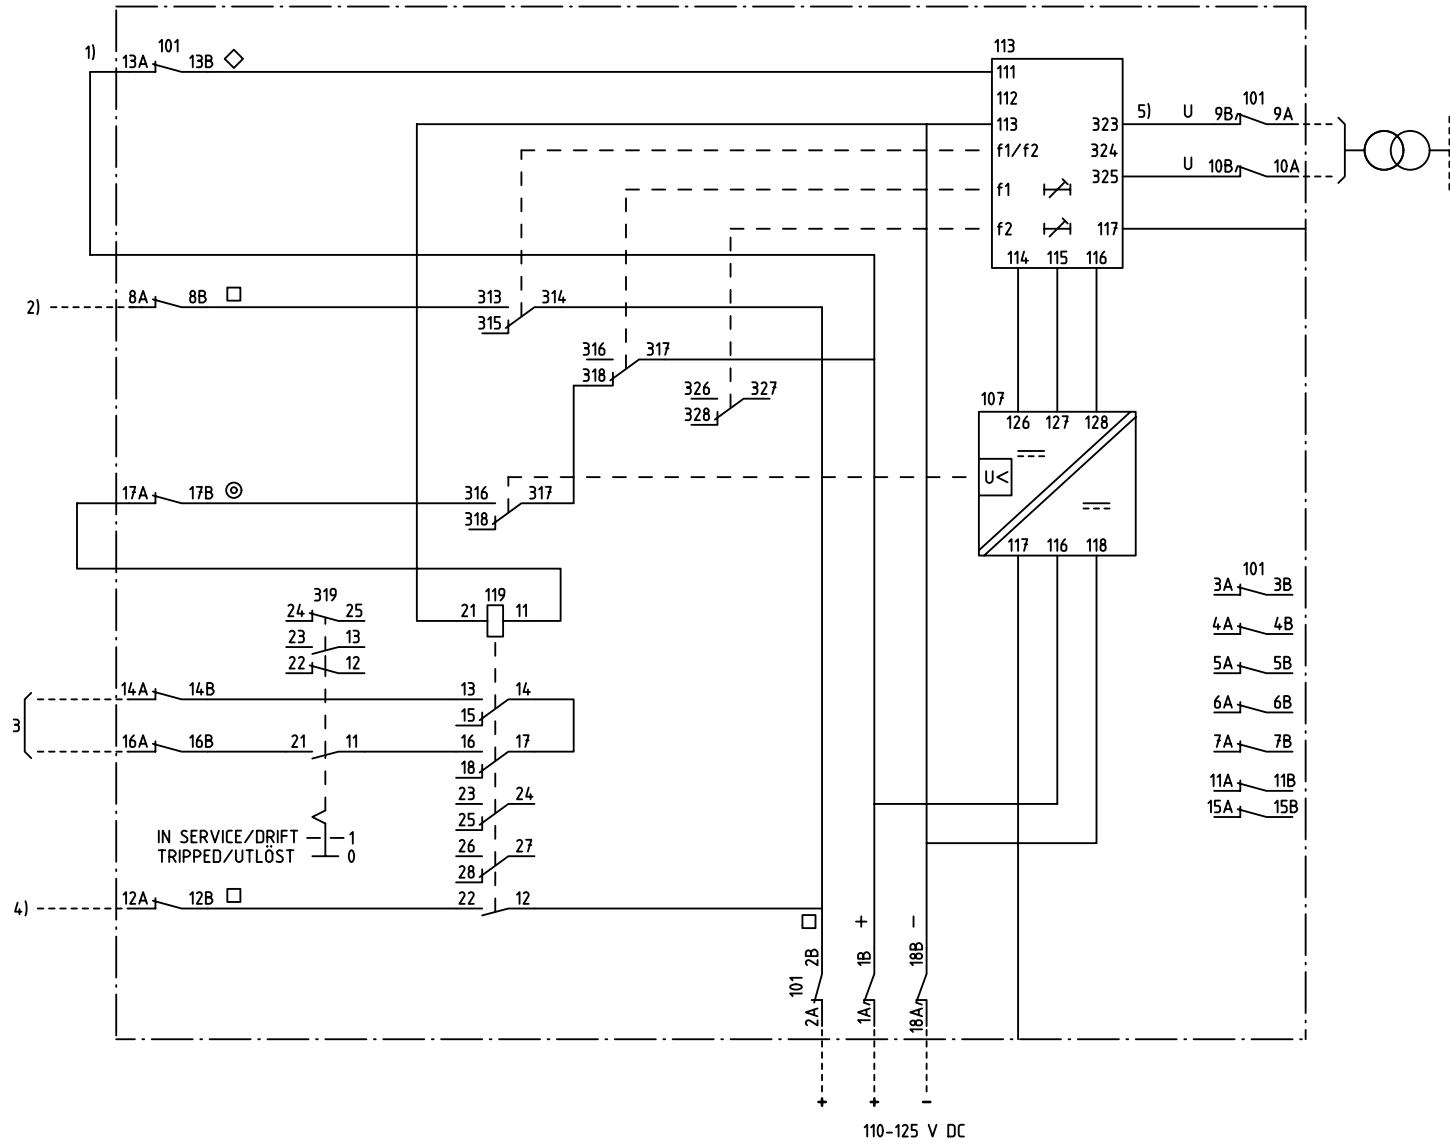 1) 13A 101 13B
113
111
112
113
f1/f2
f1
f2
323
324
325
117
114 115 116
5) U 9B 101 9A
U 10B 10A
2) 8A 8B
313 314
315
316 317
318
326 327
328
107
126 127 128
U<
117 116 118
17A 17B
316 317
318
319
24 25
23 13
22 12
119
21 11
3
14A 14B
13 14
15
16A 16B
21 11
16 17
18
23 24
25
26 27
28
IN SERVICE/DRIFT 1
TRIPPED/UTLÖST 0
4) 12A 12B
22 12
101
3A 3B
4A 4B
5A 5B
6A 6B
7A 7B
11A 11B
15A 15B
+ −
2B 1B 18B
101
2A 1A 18A
+ + −
110-125 V DC